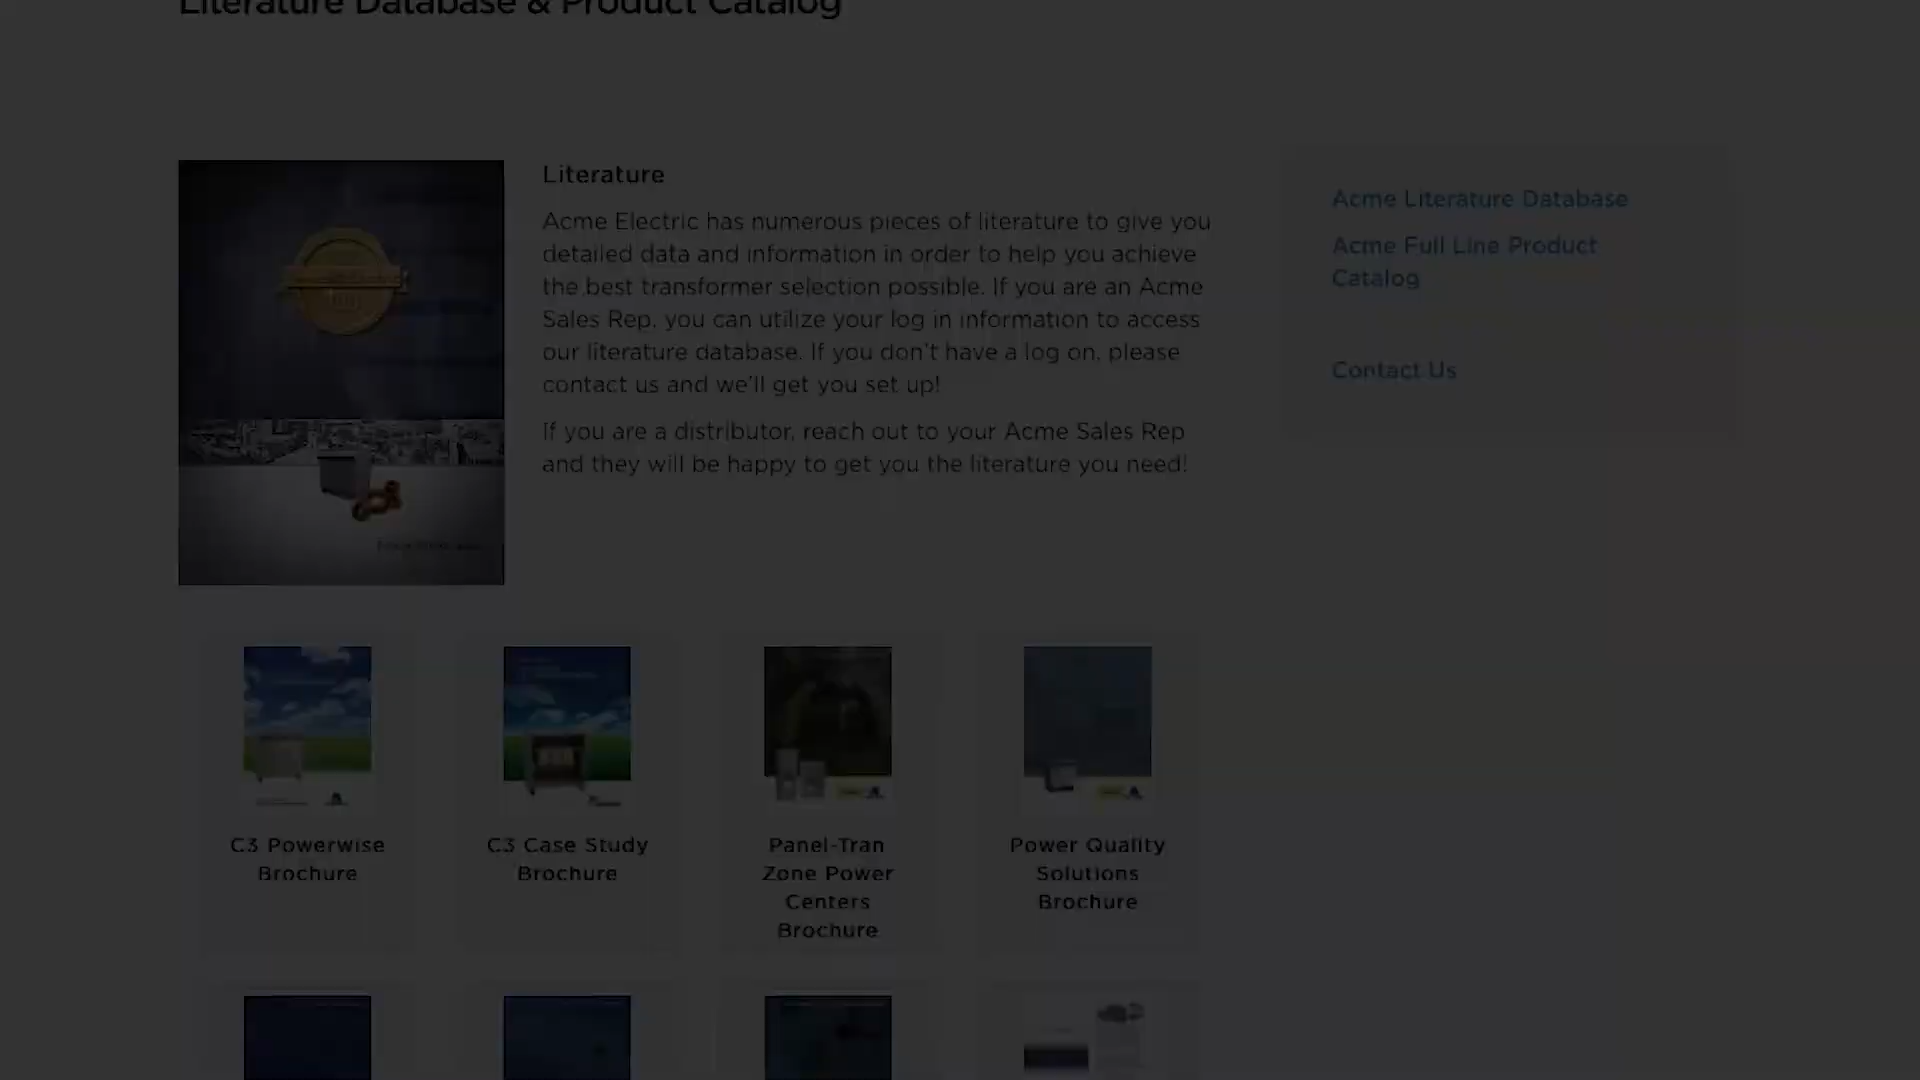 Literature Database & Product Catalog
Literature
Acme Electric has numerous pieces of literature to give you
detailed data and information in order to help you achieve
the best transformer selection possible. If you are an Acme
Sales Rep, you can utilize your log in information to access
our literature database. If you don't have a log on, please
contact us and we'll get you set up!
If you are a distributor, reach out to your Acme Sales Rep
and they will be happy to get you the literature you need!
Acme Literature Database
Acme Full Line Product
Catalog
Contact Us
C3 Powerwise
Brochure
C3 Case Study
Brochure
Panel-Tran
Zone Power
Centers
Brochure
Power Quality
Solutions
Brochure